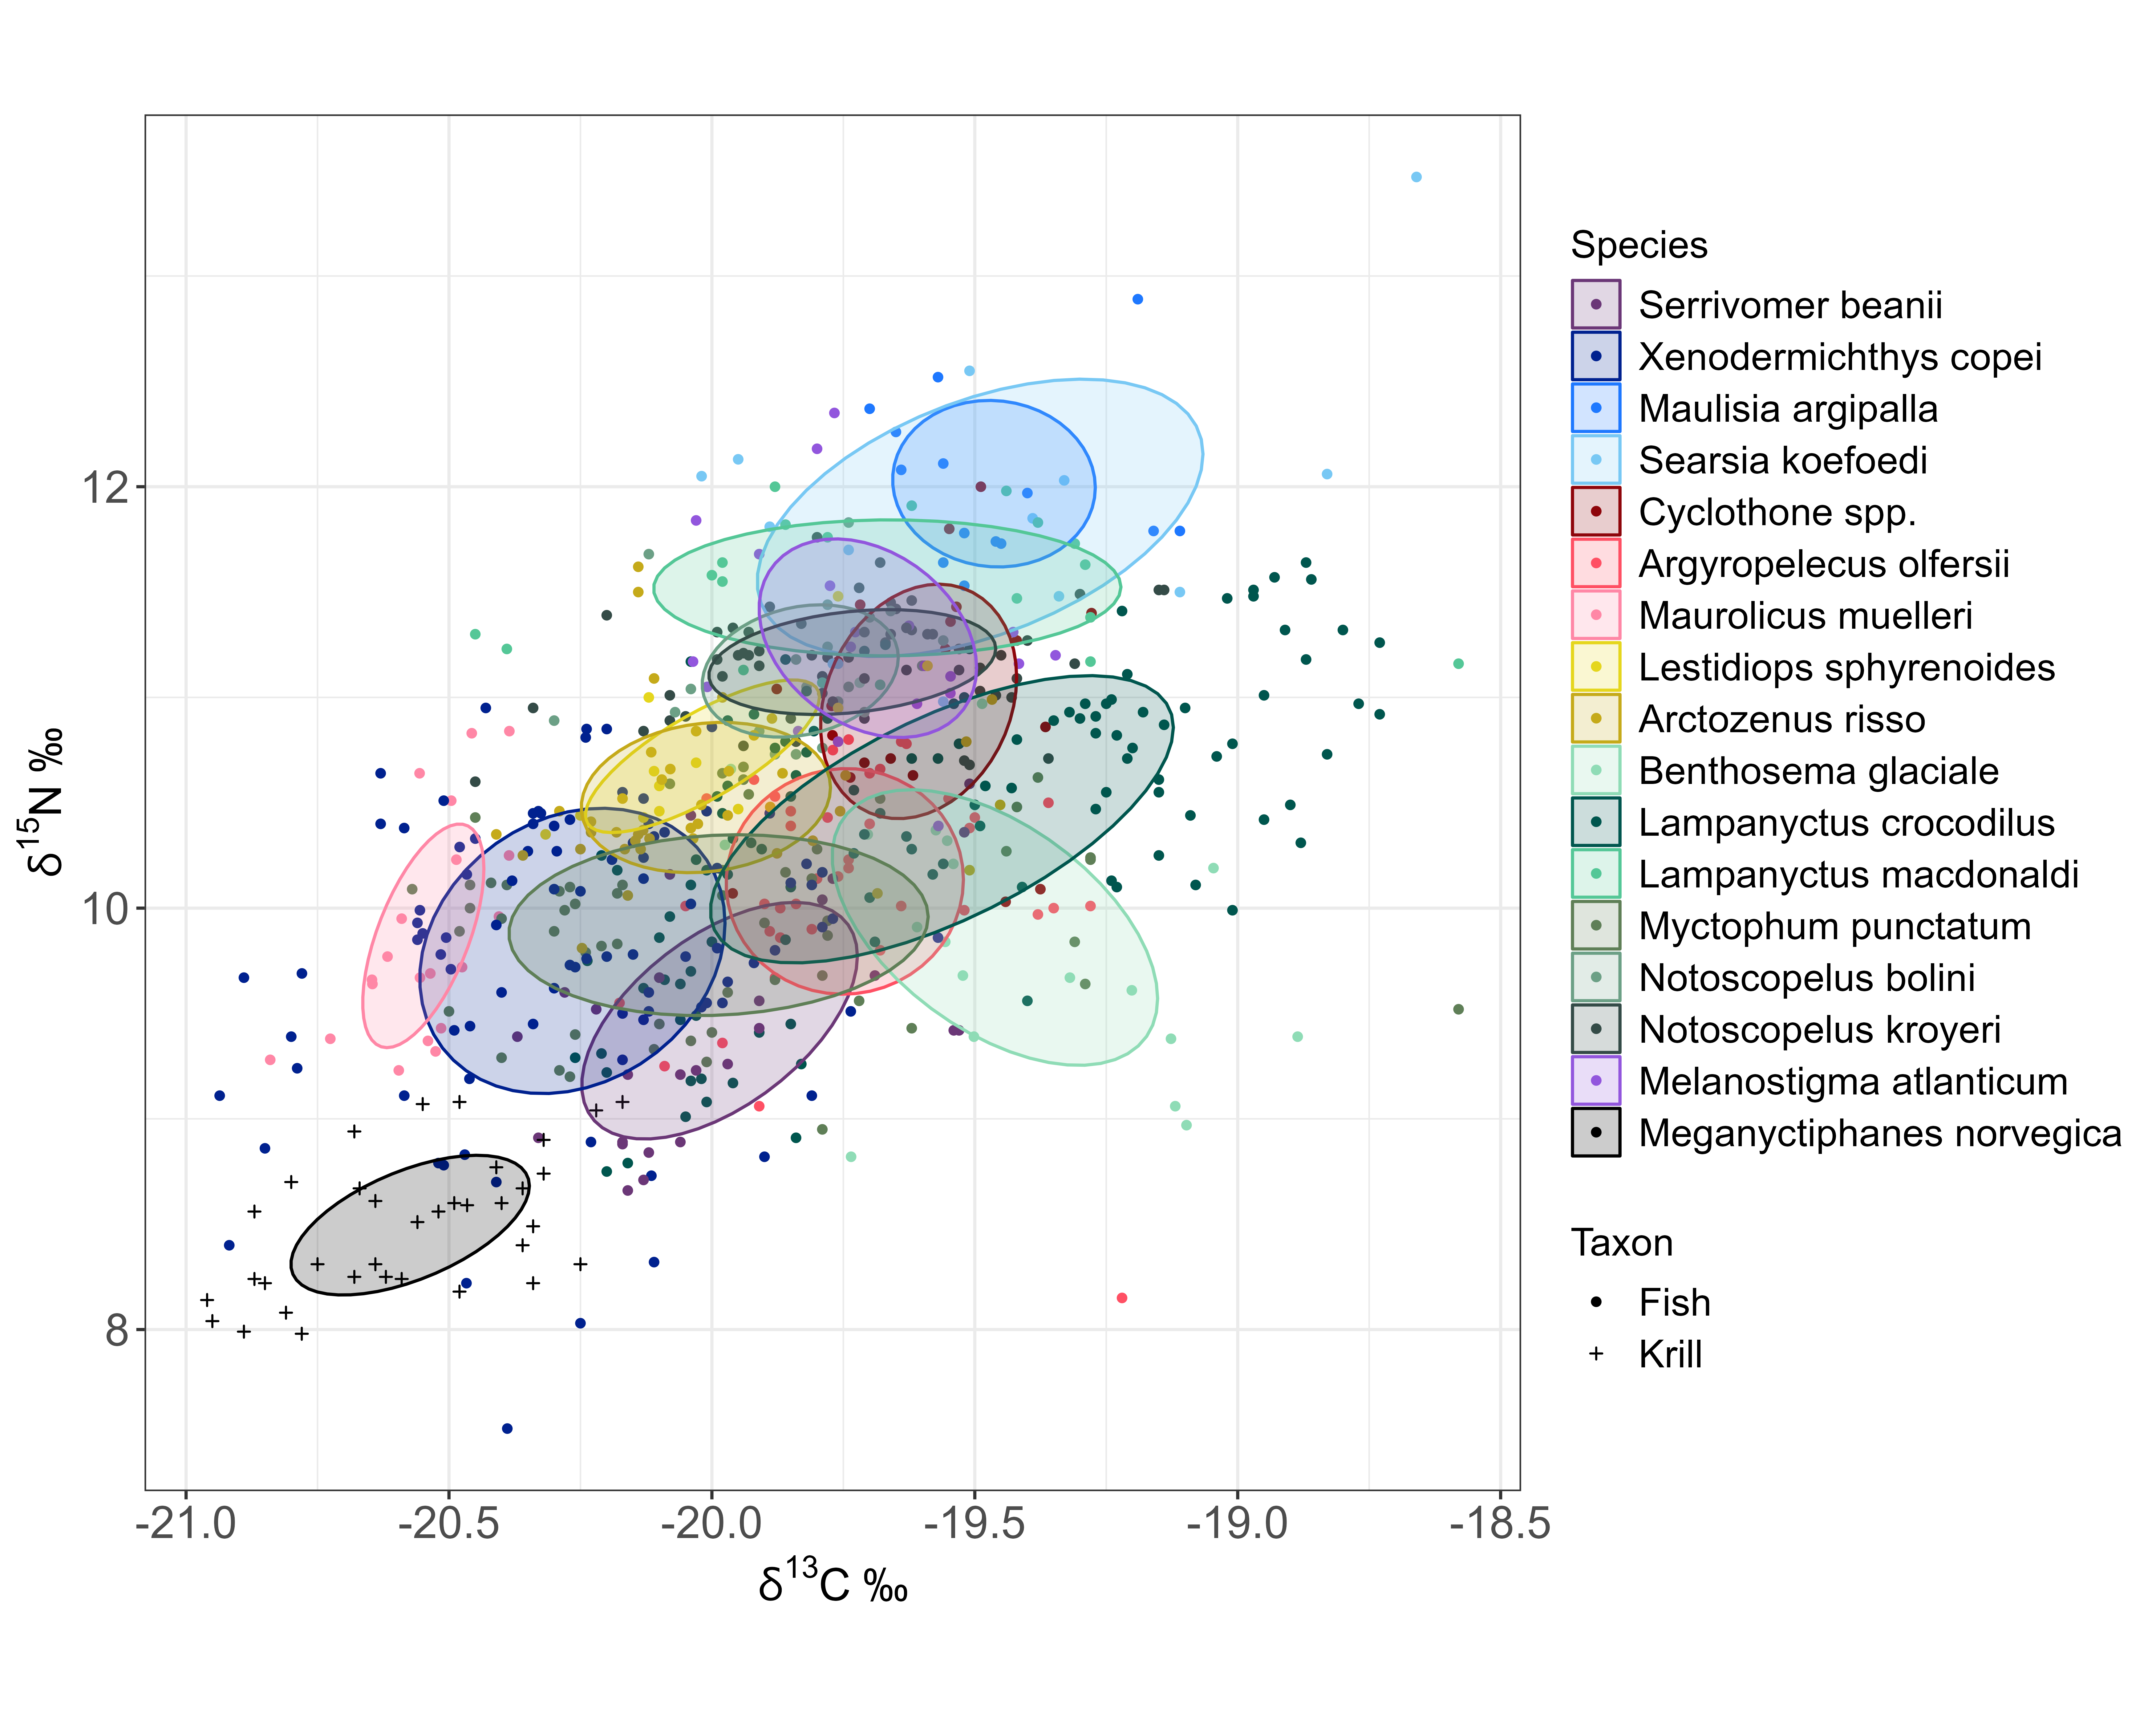 12
10
8
δ¹⁵N ‰
-21.0 -20.5 -20.0 -19.5 -19.0 -18.5
δ¹³C ‰
Species
Serrivomer beanii
Xenodermichthys copei
Maulisia argipalla
Searsia koefoedi
Cyclothone spp.
Argyropelecus olfersii
Maurolicus muelleri
Lestidiops sphyrenoides
Arctozenus risso
Benthosema glaciale
Lampanyctus crocodilus
Lampanyctus macdonaldi
Myctophum punctatum
Notoscopelus bolini
Notoscopelus kroyeri
Melanostigma atlanticum
Meganyctiphanes norvegica
Taxon
Fish
Krill